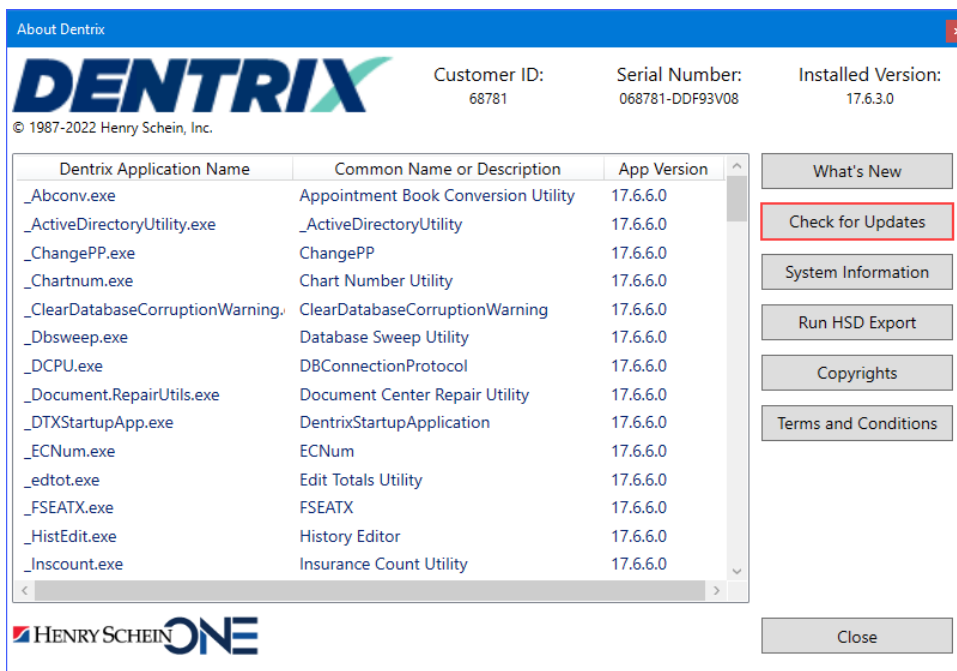 About Dentrix
DENTRIX
Customer ID: Serial Number: Installed Version:
68781 068781-DDF93V08 17.6.3.0
© 1987-2022 Henry Schein, Inc.
Dentrix Application Name Common Name or Description App Version
_Abconv.exe Appointment Book Conversion Utility 17.6.6.0
_ActiveDirectoryUtility.exe _ActiveDirectoryUtility 17.6.6.0
_ChangePP.exe ChangePP 17.6.6.0
_Chartnum.exe Chart Number Utility 17.6.6.0
_ClearDatabaseCorruptionWarning. ClearDatabaseCorruptionWarning 17.6.6.0
_Dbsweep.exe Database Sweep Utility 17.6.6.0
_DCPU.exe DBConnectionProtocol 17.6.6.0
_Document.RepairUtils.exe Document Center Repair Utility 17.6.6.0
_DTXStartupApp.exe DentrixStartupApplication 17.6.6.0
_ECNum.exe ECNum 17.6.6.0
_edtot.exe Edit Totals Utility 17.6.6.0
_FSEATX.exe FSEATX 17.6.6.0
_HistEdit.exe History Editor 17.6.6.0
_Inscount.exe Insurance Count Utility 17.6.6.0
What's New
Check for Updates
System Information
Run HSD Export
Copyrights
Terms and Conditions
HENRY SCHEIN ONE
Close